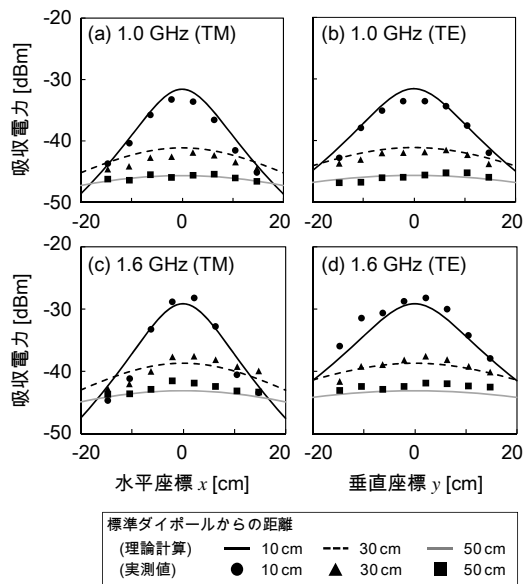 -20
(a) 1.0 GHz (TM)
(b) 1.0 GHz (TE)
-30
-40
-50
吸収電力 [dBm]
-20
0
20
-20
0
20
-20
(c) 1.6 GHz (TM)
(d) 1.6 GHz (TE)
-30
-40
-50
吸収電力 [dBm]
-20
0
20
-20
0
20
水平座標 x [cm]
垂直座標 y [cm]
標準ダイポールからの距離
(理論計算) 10 cm 30 cm 50 cm
(実測値) 10 cm 30 cm 50 cm